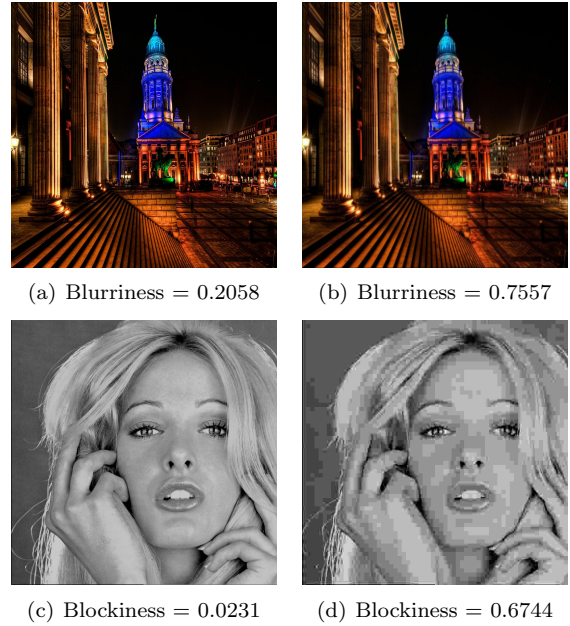 (a) Blurriness = 0.2058
(b) Blurriness = 0.7557
(c) Blockiness = 0.0231
(d) Blockiness = 0.6744